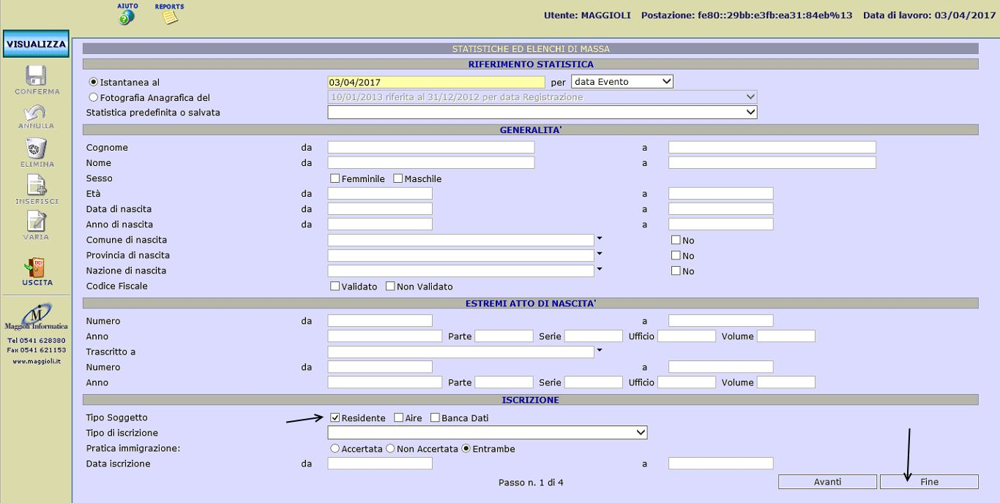 AIUTO REPORTS
Utente: MAGGIOLI Postazione: fe80::29bb:e3fb:ea31:84eb%13 Data di lavoro: 03/04/2017
VISUALIZZA
CONFERMA
ANNULLA
ELIMINA
INSERISCI
VARIA
USCITA
Maggioli Informatica
Tel 0541 628380
Fax 0541 621153
www.maggioli.it
STATISTICHE ED ELENCHI DI MASSA
RIFERIMENTO STATISTICA
Istantanea al 03/04/2017 per data Evento
Fotografia Anagrafica del 10/01/2013 riferita al 31/12/2012 per data Registrazione
Statistica predefinita o salvata
GENERALITA'
Cognome da a
Nome da a
Sesso Femminile Maschile
Età da a
Data di nascita da a
Anno di nascita da a
Comune di nascita No
Provincia di nascita No
Nazione di nascita No
Codice Fiscale Validato Non Validato
ESTREMI ATTO DI NASCITA'
Numero da a
Anno Parte Serie Ufficio Volume
Trascritto a
Numero da a
Anno Parte Serie Ufficio Volume
ISCRIZIONE
Tipo Soggetto Residente Aire Banca Dati
Tipo di iscrizione
Pratica immigrazione: Accertata Non Accertata Entrambe
Data iscrizione da a
Passo n. 1 di 4 Avanti Fine